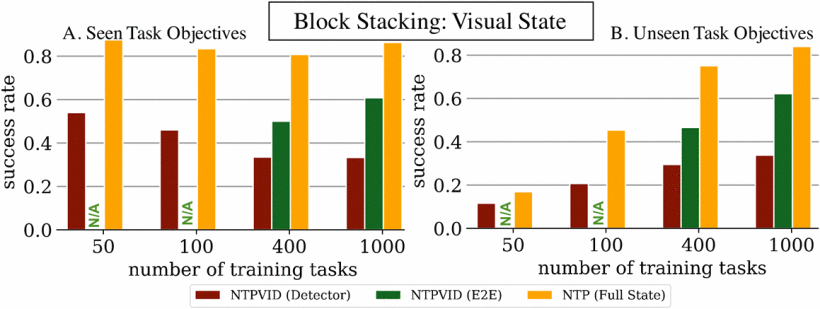 Block Stacking: Visual State
A. Seen Task Objectives
success rate
0.8
0.6
0.4
0.2
0.0
N/A
N/A
50
100
400
1000
number of training tasks
B. Unseen Task Objectives
success rate
0.8
0.6
0.4
0.2
0.0
N/A
N/A
50
100
400
1000
number of training tasks
NTPVID (Detector)
NTPVID (E2E)
NTP (Full State)